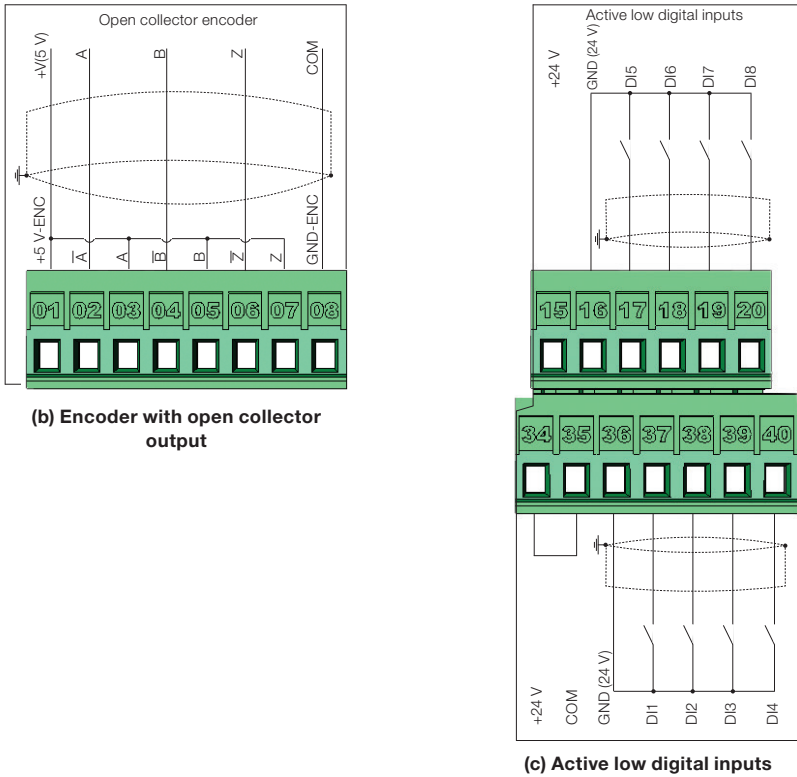 Open collector encoder
+V(5 V)
A
B
Z
COM
+5 V-ENC
A̅
A
B̅
B
Z̅
Z
GND-ENC
01 02 03 04 05 06 07 08
(b) Encoder with open collector
output
Active low digital inputs
+24 V
GND (24 V)
DI5
DI6
DI7
DI8
15 16 17 18 19 20
34 35 36 37 38 39 40
+24 V
COM
GND (24 V)
DI1
DI2
DI3
DI4
(c) Active low digital inputs